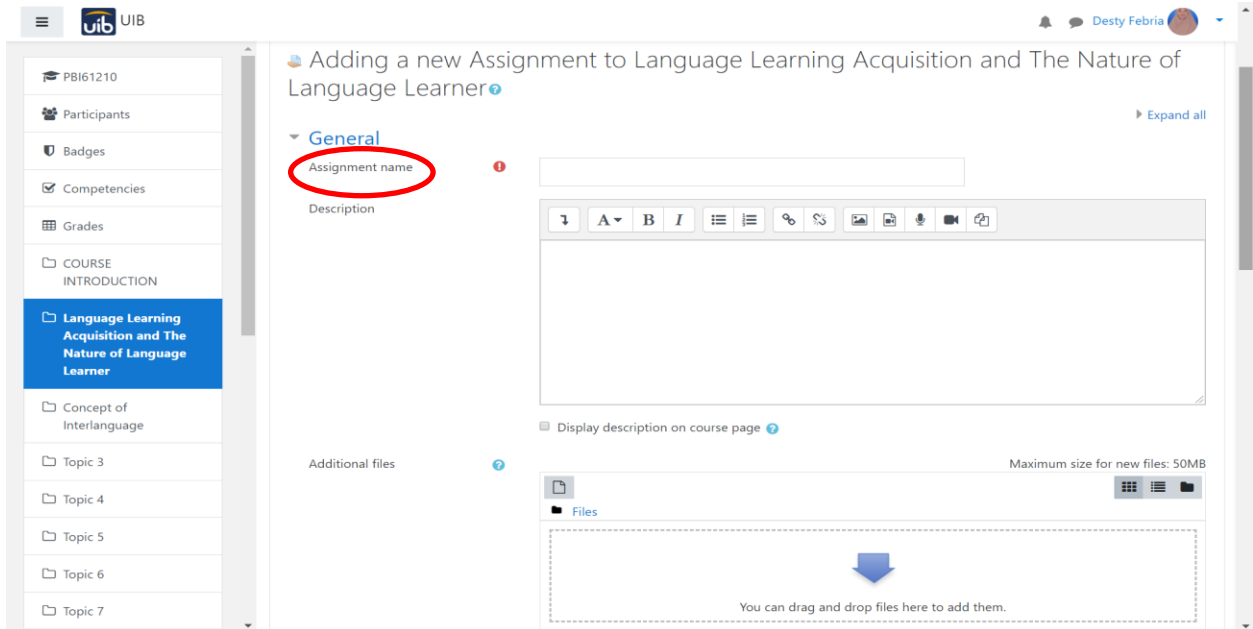 uib UIB
Desty Febria
PBI61210
Participants
Badges
Competencies
Grades
COURSE
INTRODUCTION
Language Learning
Acquisition and The
Nature of Language
Learner
Concept of
Interlanguage
Topic 3
Topic 4
Topic 5
Topic 6
Topic 7
Adding a new Assignment to Language Learning Acquisition and The Nature of
Language Learner
Expand all
General
Assignment name
Description
A B I
Display description on course page
Additional files
Maximum size for new files: 50MB
Files
You can drag and drop files here to add them.